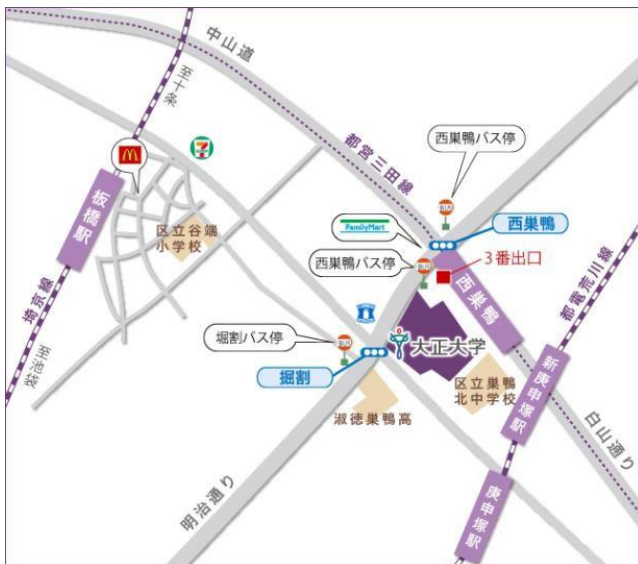 中山道
至十条
都営三田線
西巣鴨バス停
板橋駅
区立谷端
小学校
FamilyMart
西巣鴨
西巣鴨バス停
3番出口
西巣鴨
都電荒川線
埼京線
至池袋
堀割バス停
大正大学
掘割
区立巣鴨
北中学校
新庚申塚駅
淑徳巣鴨高
白山通り
明治通り
庚申塚駅